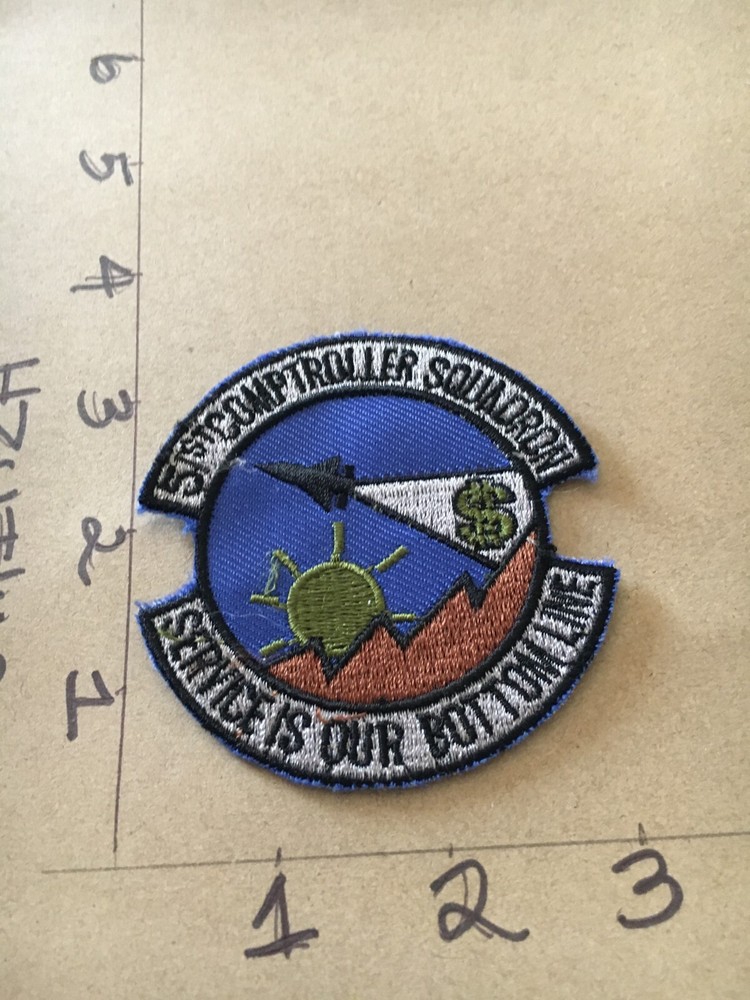 6
5
4
3
2
1
51ST COMPTROLLER SQUADRON
$
SERVICE IS OUR BOTTOM LINE
1 2 3